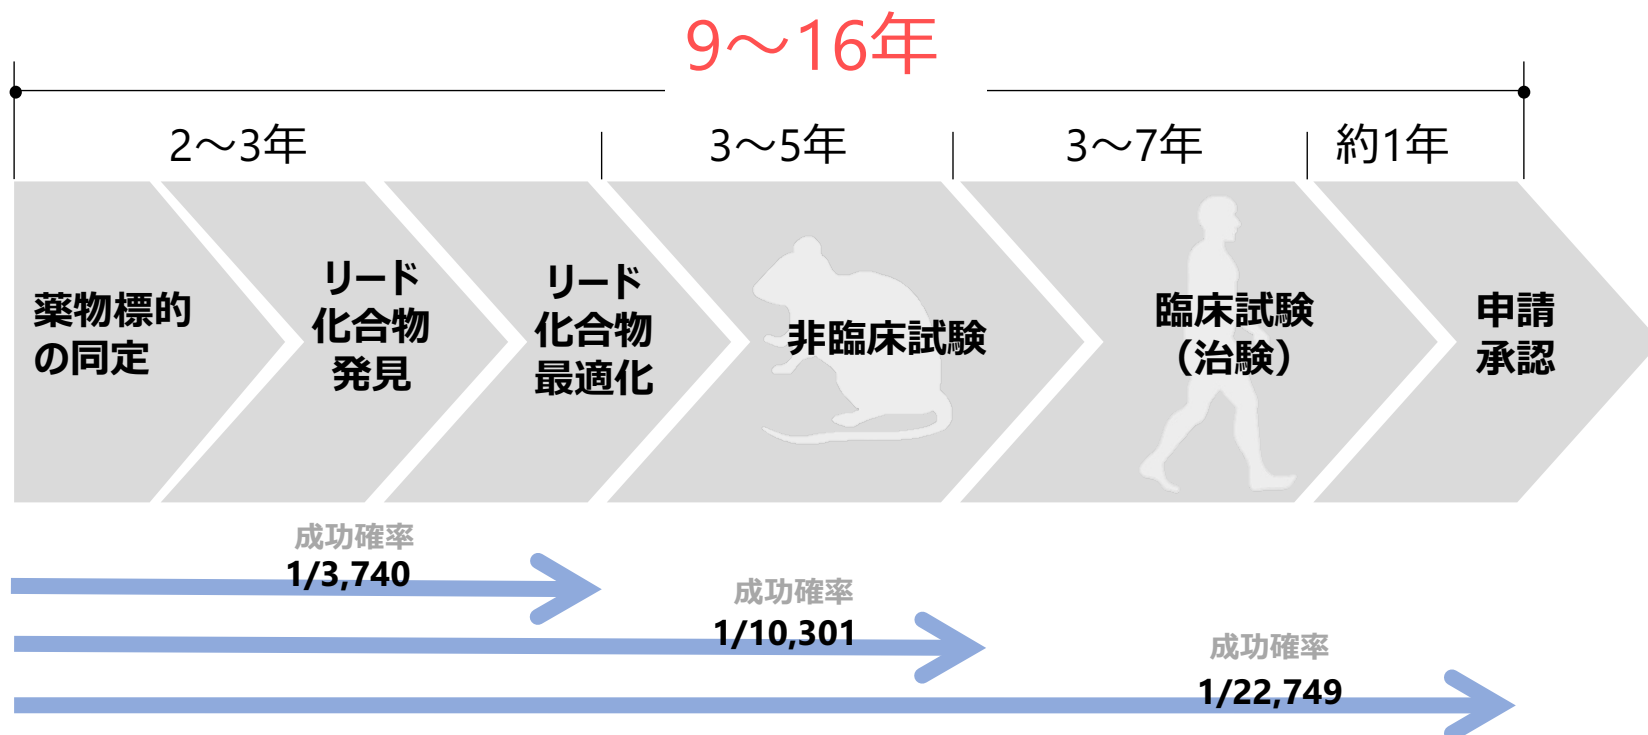 9～16年
2～3年
3～5年
3～7年
約1年
薬物標的
の同定
リード
化合物
発見
リード
化合物
最適化
非臨床試験
臨床試験
（治験）
申請
承認
成功確率
1/3,740
成功確率
1/10,301
成功確率
1/22,749